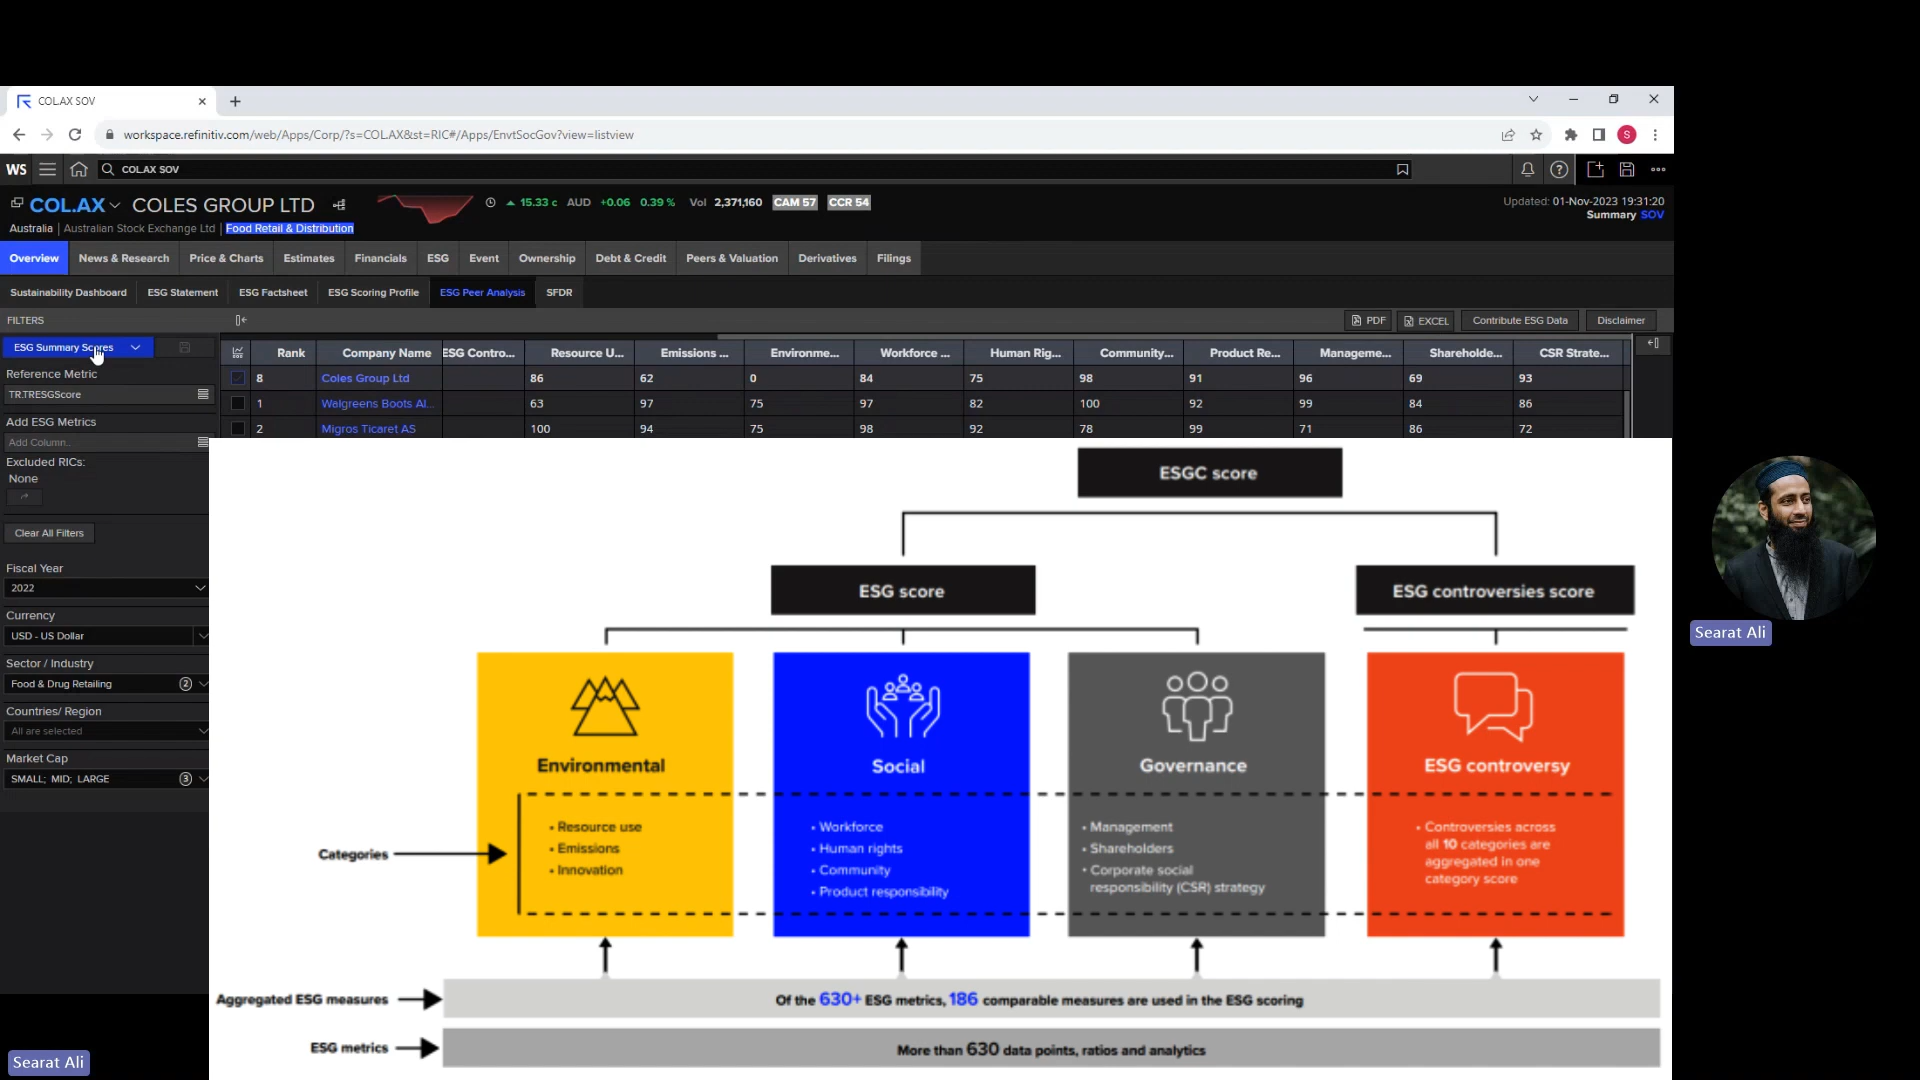 COLAX SOV
workspace.refinitiv.com/web/Apps/Corp/?s=COLAX&st=RIC#/Apps/EnvtSocGov?view=listview
S
WS
COLAX SOV
COL.AX COLES GROUP LTD
15.33 c AUD +0.06 0.39 % Vol 2,371,160 CAM 57 CCR 54
Updated: 01-Nov-2023 19:31:20
Summary SOV
Australia | Australian Stock Exchange Ltd | Food Retail & Distribution
Overview News & Research Price & Charts Estimates Financials ESG Event Ownership Debt & Credit Peers & Valuation Derivatives Filings
Sustainability Dashboard ESG Statement ESG Factsheet ESG Scoring Profile ESG Peer Analysis SFDR
FILTERS
PDF EXCEL Contribute ESG Data Disclaimer
ESG Summary Scores
Reference Metric
TR.TRESGScore
Add ESG Metrics
Add Column..
Excluded RICs:
None
Clear All Filters
Fiscal Year
2022
Currency
USD - US Dollar
Sector / Industry
Food & Drug Retailing 2
Countries/ Region
All are selected
Market Cap
SMALL; MID; LARGE 3
Rank Company Name ESG Contro... Resource U... Emissions ... Environme... Workforce ... Human Rig... Community... Product Re... Manageme... Shareholde... CSR Strate...
8 Coles Group Ltd 86 62 0 84 75 98 91 96 69 93
1 Walgreens Boots Al... 63 97 75 97 82 100 92 99 84 86
2 Migros Ticaret AS 100 94 75 98 92 78 99 71 86 72
ESGC score
ESG score
ESG controversies score
Environmental
Social
Governance
ESG controversy
Categories
• Resource use
• Emissions
• Innovation
• Workforce
• Human rights
• Community
• Product responsibility
• Management
• Shareholders
• Corporate social
responsibility (CSR) strategy
• Controversies across
all 10 categories are
aggregated in one
category score
Aggregated ESG measures
Of the 630+ ESG metrics, 186 comparable measures are used in the ESG scoring
ESG metrics
More than 630 data points, ratios and analytics
Searat Ali
Searat Ali